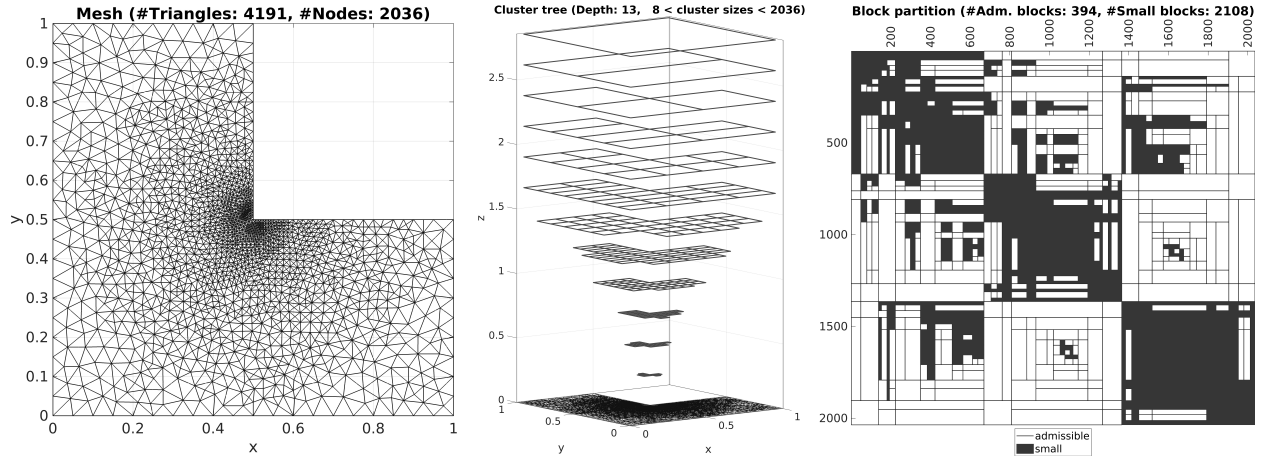 Mesh (#Triangles: 4191, #Nodes: 2036)
1
0.9
0.8
0.7
0.6
0.5
0.4
0.3
0.2
0.1
0
y
0 0.2 0.4 0.6 0.8 1
x
Cluster tree (Depth: 13, 8 < cluster sizes < 2036)
2.5
2
1.5
1
0.5
0
z
1
0.5
0
y
0
0.5
1
x
Block partition (#Adm. blocks: 394, #Small blocks: 2108)
200 400 600 800 1000 1200 1400 1600 1800 2000
500
1000
1500
2000
admissible
small